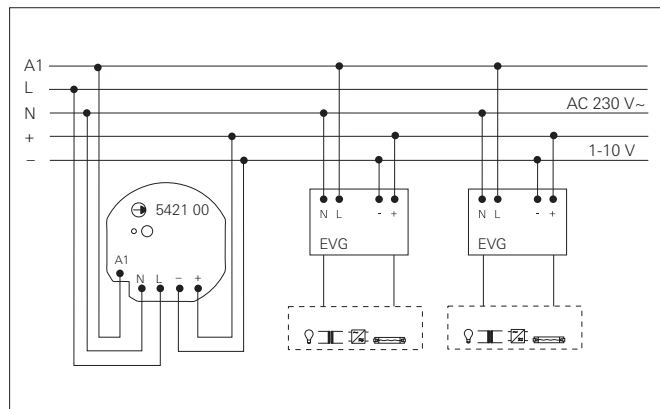 A1
L
N
AC 230 V~
+
–
1-10 V
5421 00
A1
N L – +
N L - +
EVG
N L - +
EVG